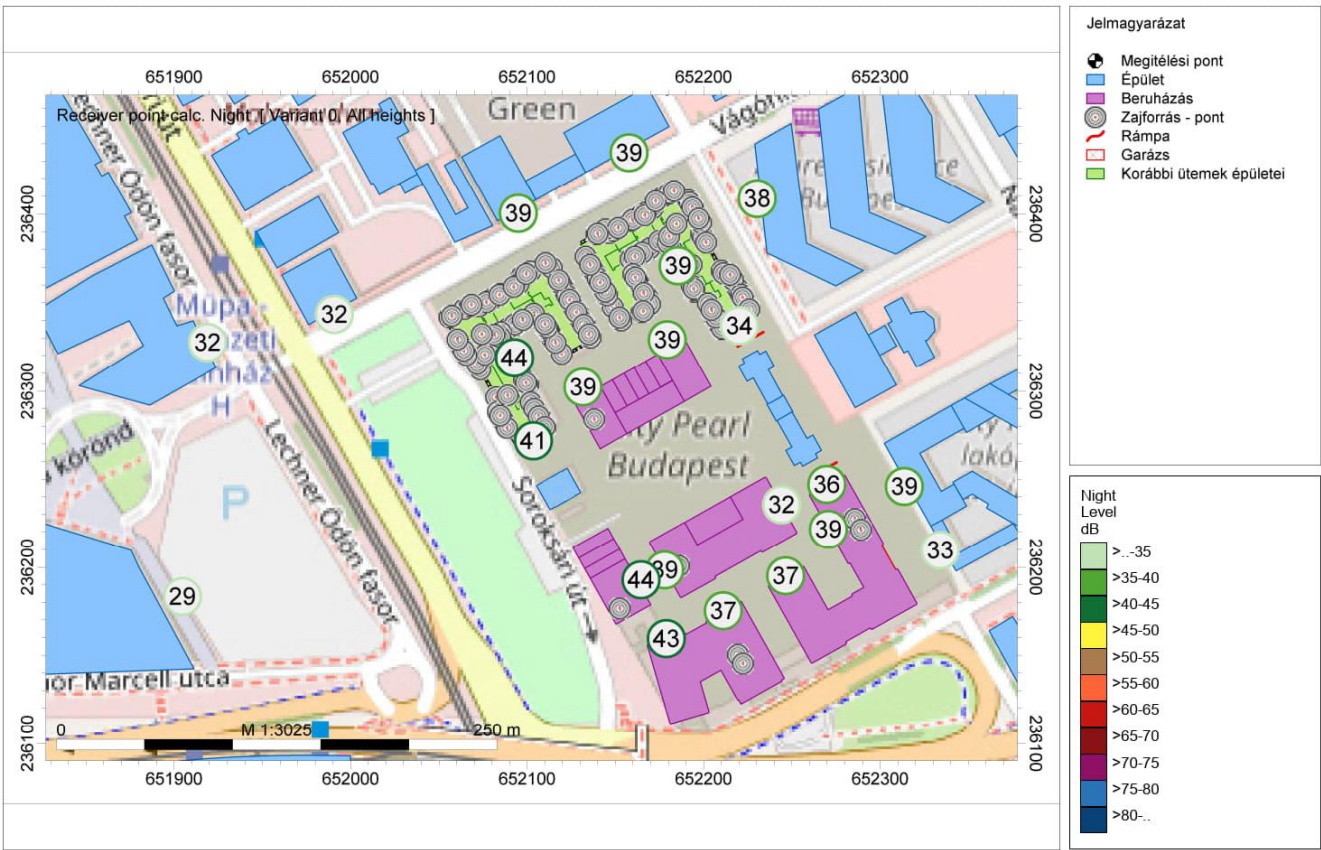 651900 652000 652100 652200 652300
Receiver point calc. Night [ Variant 0, All heights ]
Green
Lechner Ödön fasor
236400
236300
236200
236100
39
39
38
39
32
32
34
39
44
39
41
City Pearl
Budapest
39
36
32
39
33
39
44
37
37
43
29
Müpa -
H
körönd
P
Lechner Ödön fasor
Soroksári út
Marcell utca
0 M 1:3025 250 m
651900 652000 652100 652200 652300
236400
236300
236200
236100
Jelmagyarázat
Megitélési pont
Épület
Beruházás
Zajforrás - pont
Rámpa
Garázs
Korábbi ütemek épületei
Night
Level
dB
>..-35
>35-40
>40-45
>45-50
>50-55
>55-60
>60-65
>65-70
>70-75
>75-80
>80-..